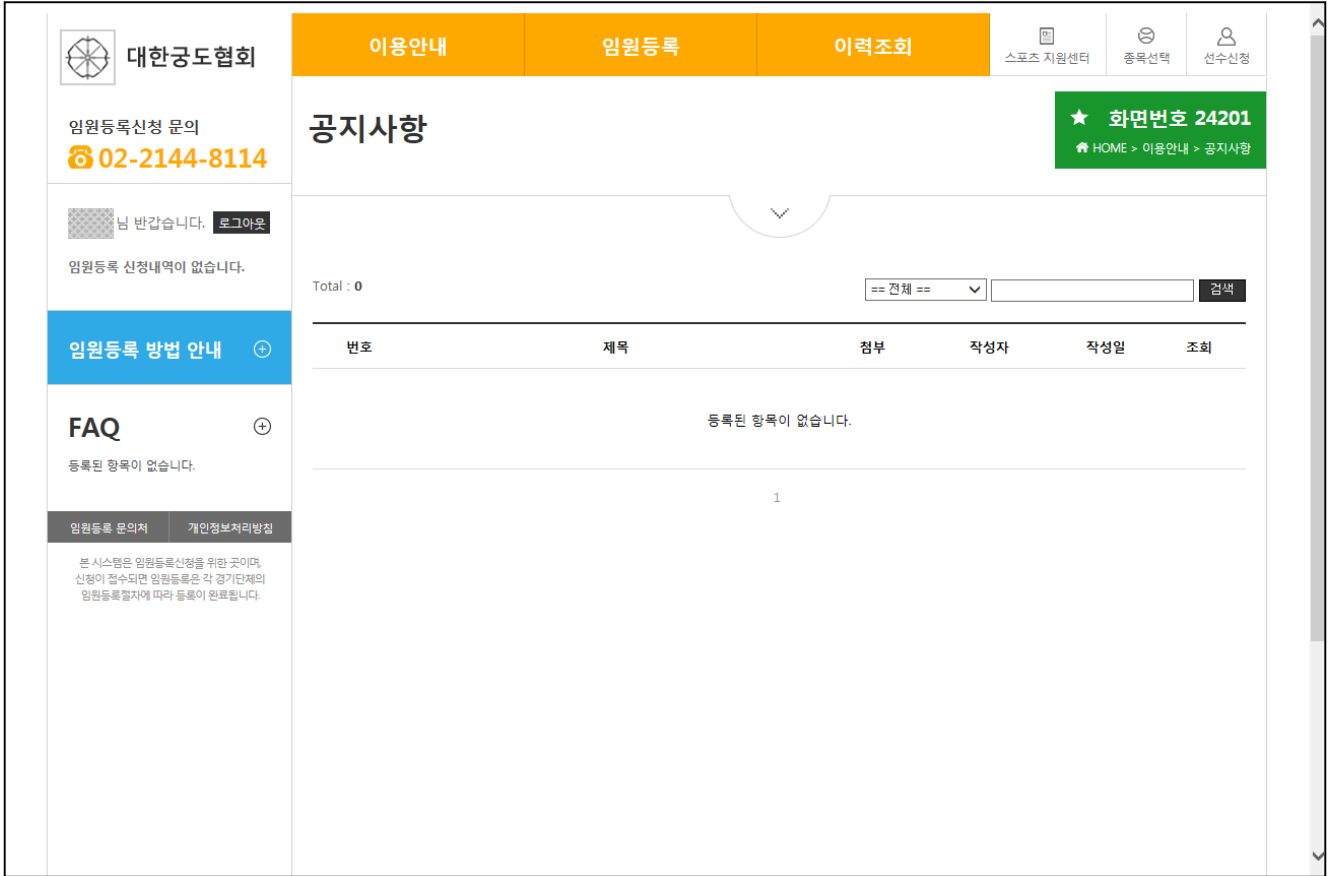 대한궁도협회
이용안내
임원등록
이력조회
스포츠 지원센터
종목선택
선수신청
임원등록신청 문의
02-2144-8114
공지사항
화면번호 24201
HOME > 이용안내 > 공지사항
님 반갑습니다. 로그아웃
임원등록 신청내역이 없습니다.
Total : 0
== 전체 ==
검색
임원등록 방법 안내
번호 제목 첨부 작성자 작성일 조회
등록된 항목이 없습니다.
FAQ
등록된 항목이 없습니다.
1
임원등록 문의처 개인정보처리방침
본 시스템은 임원등록신청을 위한 곳이며,
신청이 접수되면 임원등록은 각 경기단체의
임원등록절차에 따라 등록이 완료됩니다.